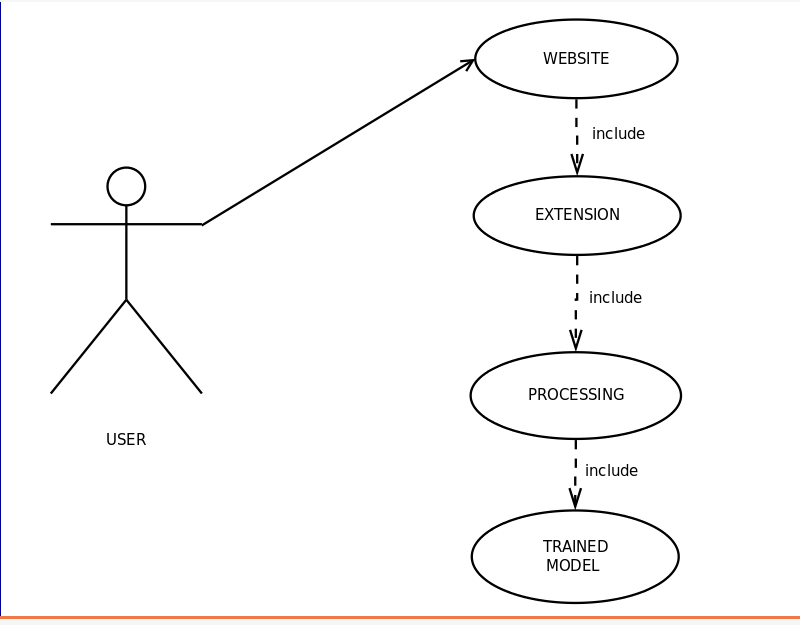 WEBSITE
include
EXTENSION
include
PROCESSING
USER
include
TRAINED
MODEL